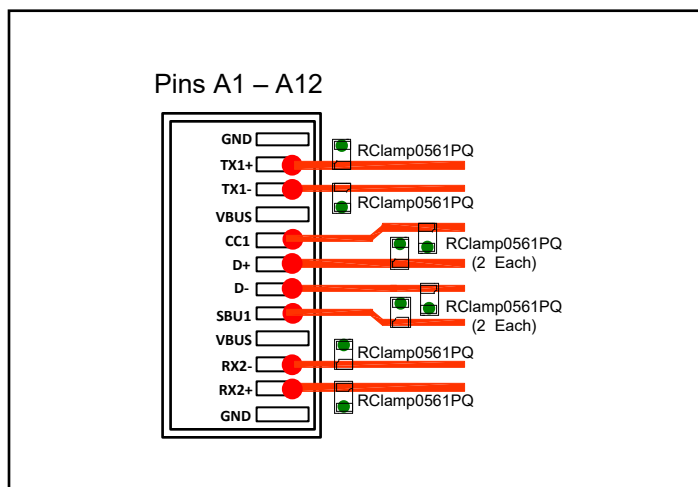 Pins A1 – A12
GND
TX1+
RClamp0561PQ
TX1-
RClamp0561PQ
VBUS
CC1
RClamp0561PQ
(2 Each)
D+
D-
SBU1
RClamp0561PQ
(2 Each)
VBUS
RX2-
RClamp0561PQ
RX2+
RClamp0561PQ
GND